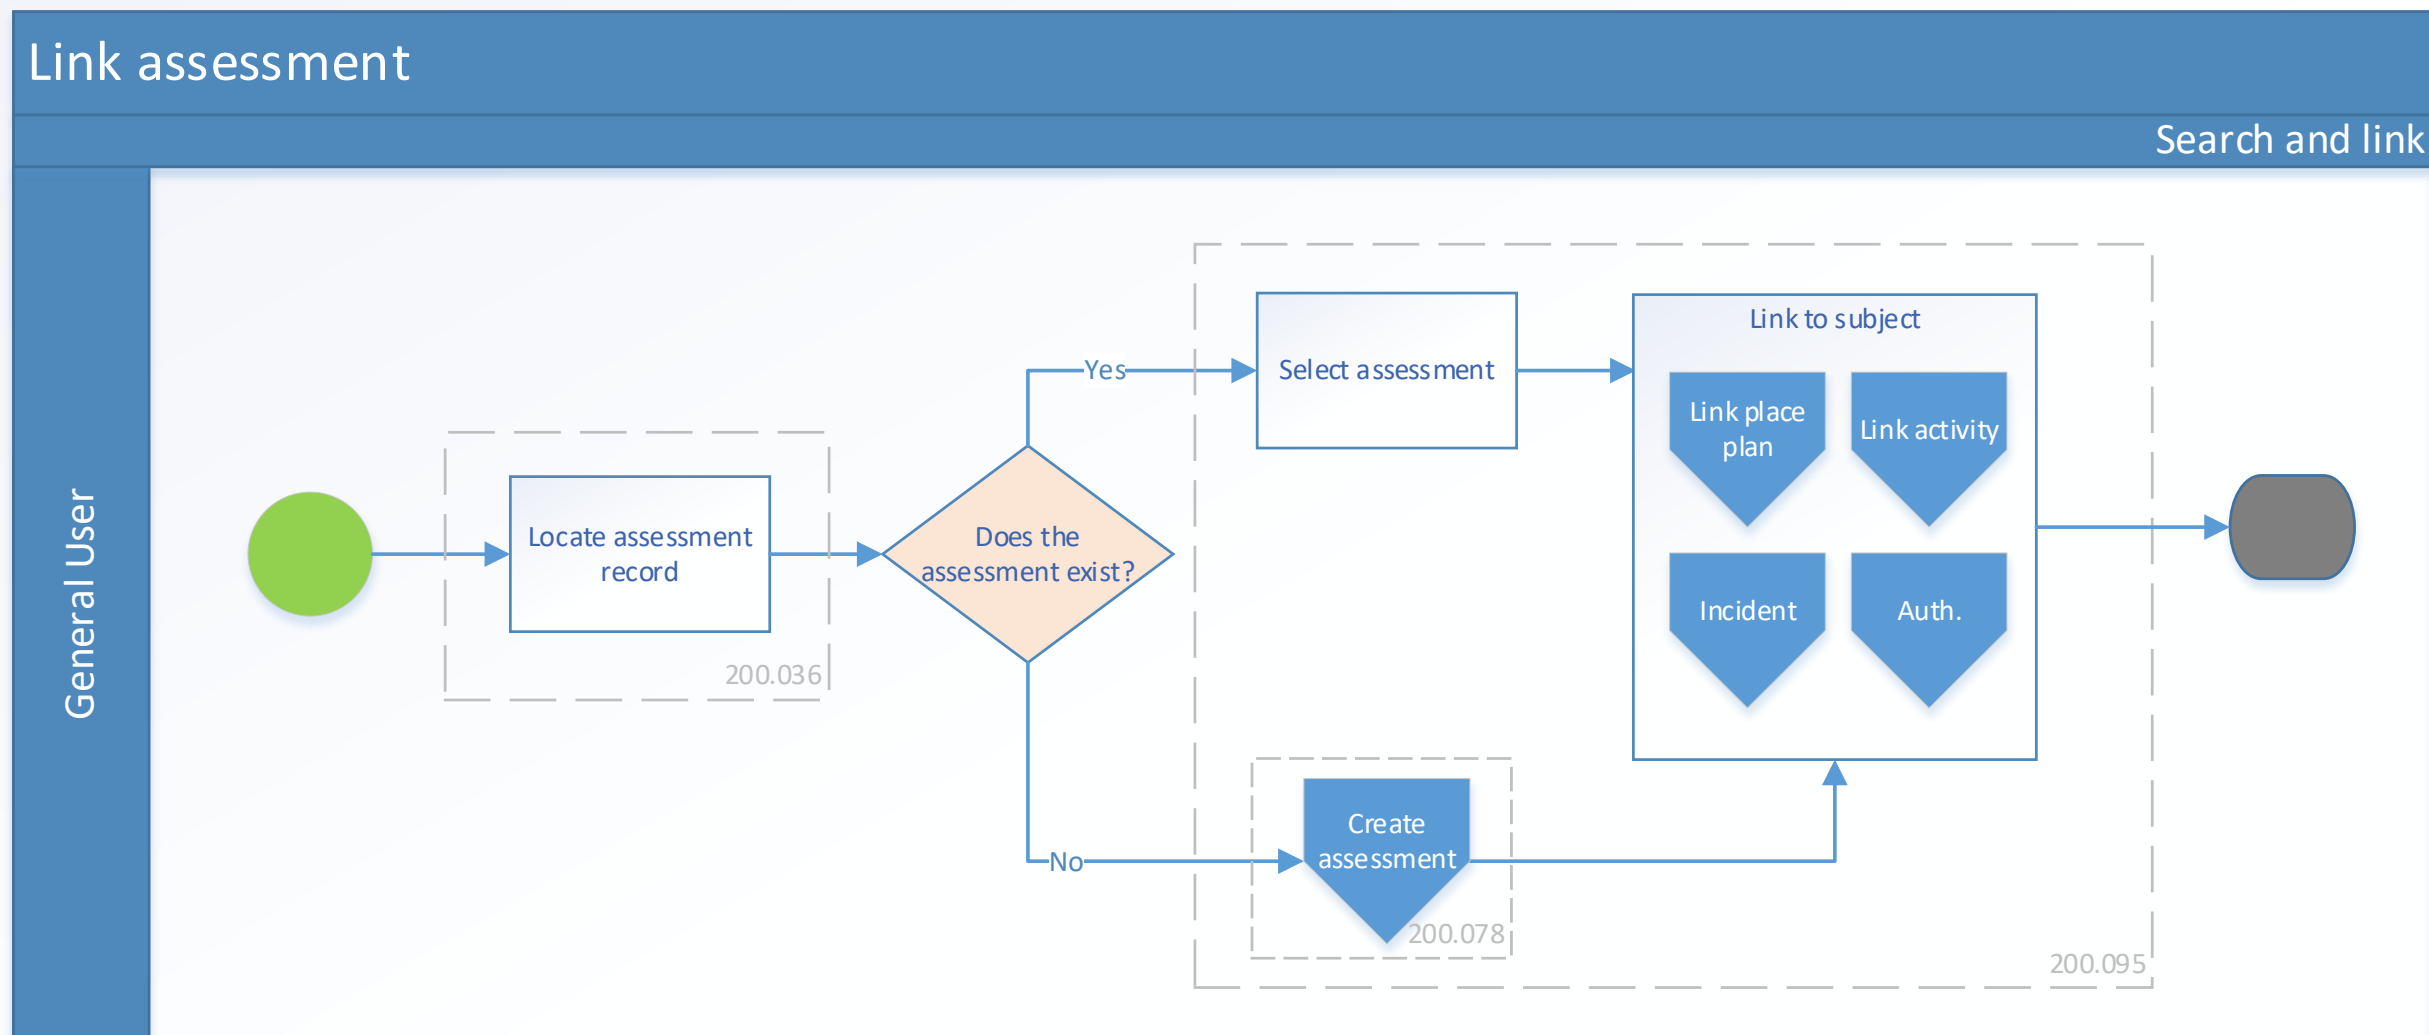 Link assessment
Search and link
General User
Locate assessment
record
200.036
Does the
assessment exist?
Yes
No
Select assessment
Link to subject
Link place
plan
Link activity
Incident
Auth.
Create
assessment
200.078
200.095